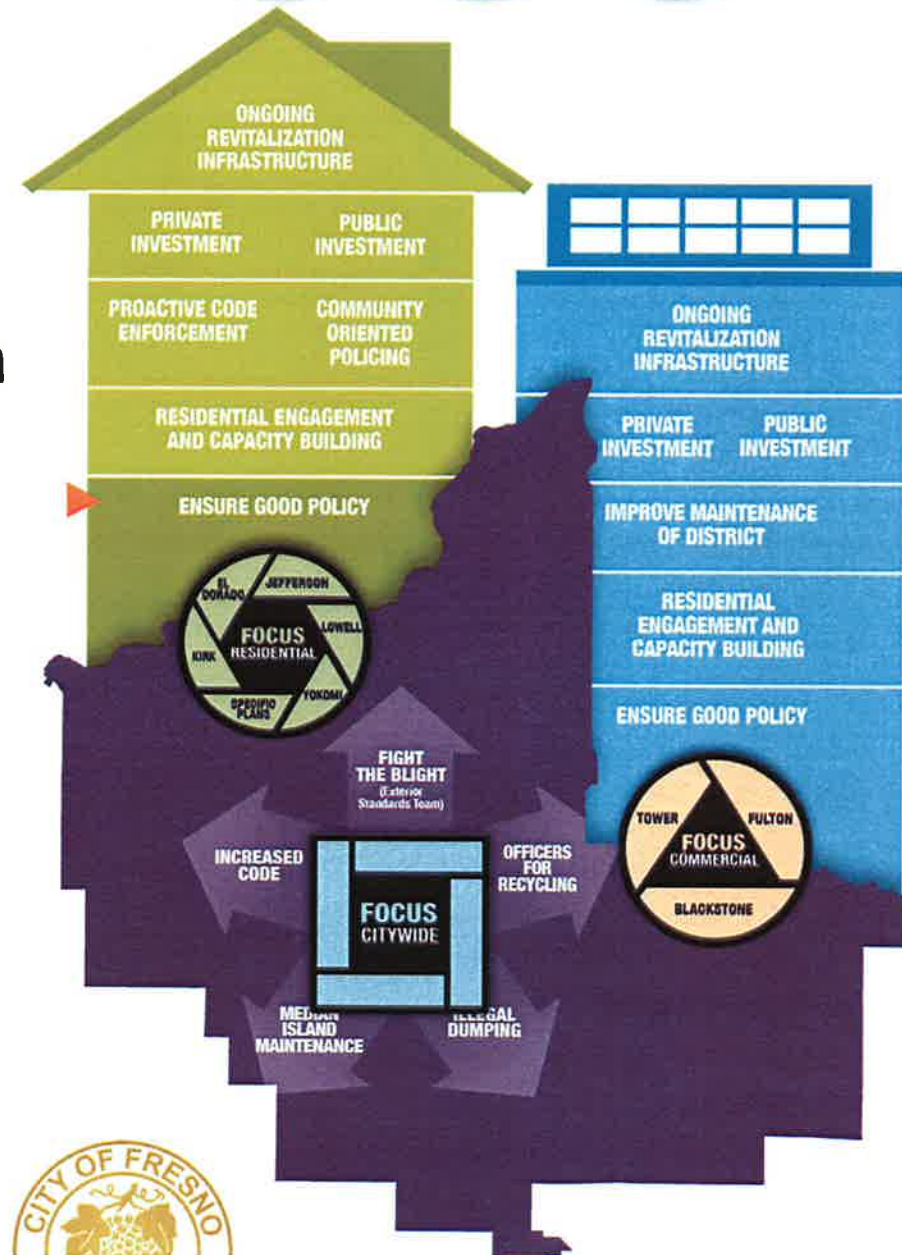 ONGOING
REVITALIZATION
INFRASTRUCTURE
PRIVATE
INVESTMENT
PUBLIC
INVESTMENT
PROACTIVE CODE
ENFORCEMENT
COMMUNITY
ORIENTED
POLICING
RESIDENTIAL ENGAGEMENT
AND CAPACITY BUILDING
ENSURE GOOD POLICY
EL
DORADO
JEFFERSON
LOWELL
YOKOMI
SPECIFIC
PLANS
KIRK
FOCUS
RESIDENTIAL
ONGOING
REVITALIZATION
INFRASTRUCTURE
PRIVATE
INVESTMENT
PUBLIC
INVESTMENT
IMPROVE MAINTENANCE
OF DISTRICT
RESIDENTIAL
ENGAGEMENT AND
CAPACITY BUILDING
ENSURE GOOD POLICY
TOWER
FULTON
FOCUS
COMMERCIAL
BLACKSTONE
FIGHT
THE BLIGHT
(Exterior
Standards Team)
INCREASED
CODE
OFFICERS
FOR
RECYCLING
FOCUS
CITYWIDE
MEDIAN
ISLAND
MAINTENANCE
ILLEGAL
DUMPING
CITY OF FRESNO